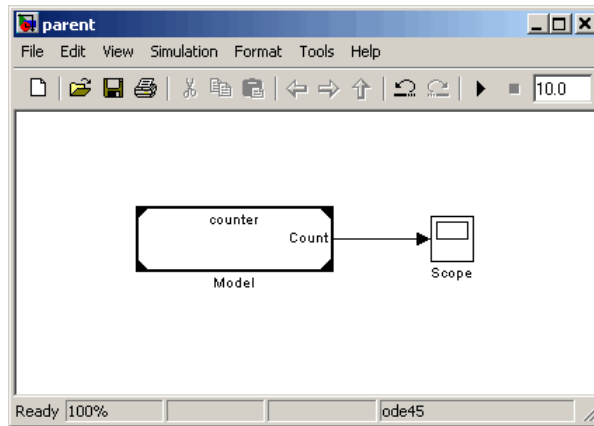 parent
File Edit View Simulation Format Tools Help
10.0
counter
Count
Model
Scope
Ready 100% ode45